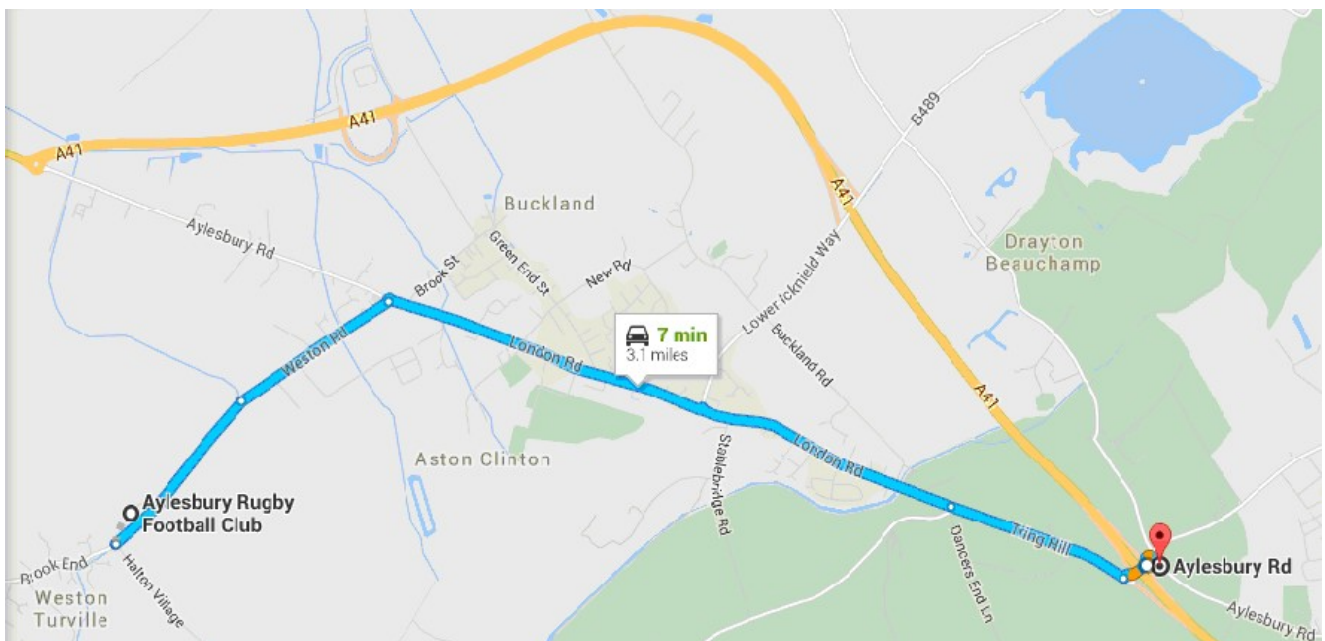 A41
A41
B489
Buckland
A41
Aylesbury Rd
Green End St
Brook St
New Rd
Lower Icknield Way
Drayton
Beauchamp
7 min
3.1 miles
Weston Rd
London Rd
Buckland Rd
A41
Aston Clinton
Stablebridge Rd
London Rd
Aylesbury Rugby
Football Club
Tring Hill
Dancers End Ln
Brook End
Halton Village
Aylesbury Rd
Weston
Turville
Aylesbury Rd